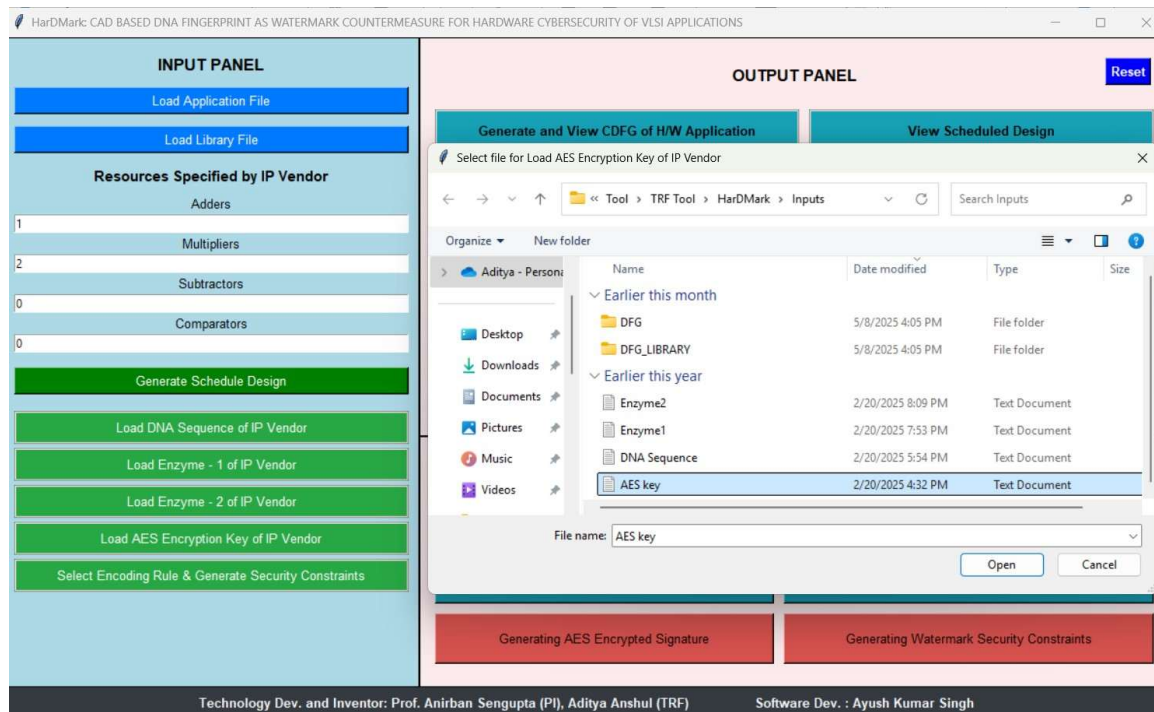 HarDMark: CAD BASED DNA FINGERPRINT AS WATERMARK COUNTERMEASURE FOR HARDWARE CYBERSECURITY OF VLSI APPLICATIONS
INPUT PANEL
Load Application File
Load Library File
Resources Specified by IP Vendor
Adders
1
Multipliers
2
Subtractors
0
Comparators
0
Generate Schedule Design
Load DNA Sequence of IP Vendor
Load Enzyme - 1 of IP Vendor
Load Enzyme - 2 of IP Vendor
Load AES Encryption Key of IP Vendor
Select Encoding Rule & Generate Security Constraints
OUTPUT PANEL
Reset
Generate and View CDFG of H/W Application
View Scheduled Design
Select file for Load AES Encryption Key of IP Vendor
« Tool › TRF Tool › HarDMark › Inputs
Search Inputs
Organize
New folder
Aditya - Persona
Desktop
Downloads
Documents
Pictures
Music
Videos
Name Date modified Type Size
Earlier this month
DFG 5/8/2025 4:05 PM File folder
DFG_LIBRARY 5/8/2025 4:05 PM File folder
Earlier this year
Enzyme2 2/20/2025 8:09 PM Text Document
Enzyme1 2/20/2025 7:53 PM Text Document
DNA Sequence 2/20/2025 5:54 PM Text Document
AES key 2/20/2025 4:32 PM Text Document
File name: AES key
Open
Cancel
Generating AES Encrypted Signature
Generating Watermark Security Constraints
Technology Dev. and Inventor: Prof. Anirban Sengupta (PI), Aditya Anshul (TRF) Software Dev. : Ayush Kumar Singh